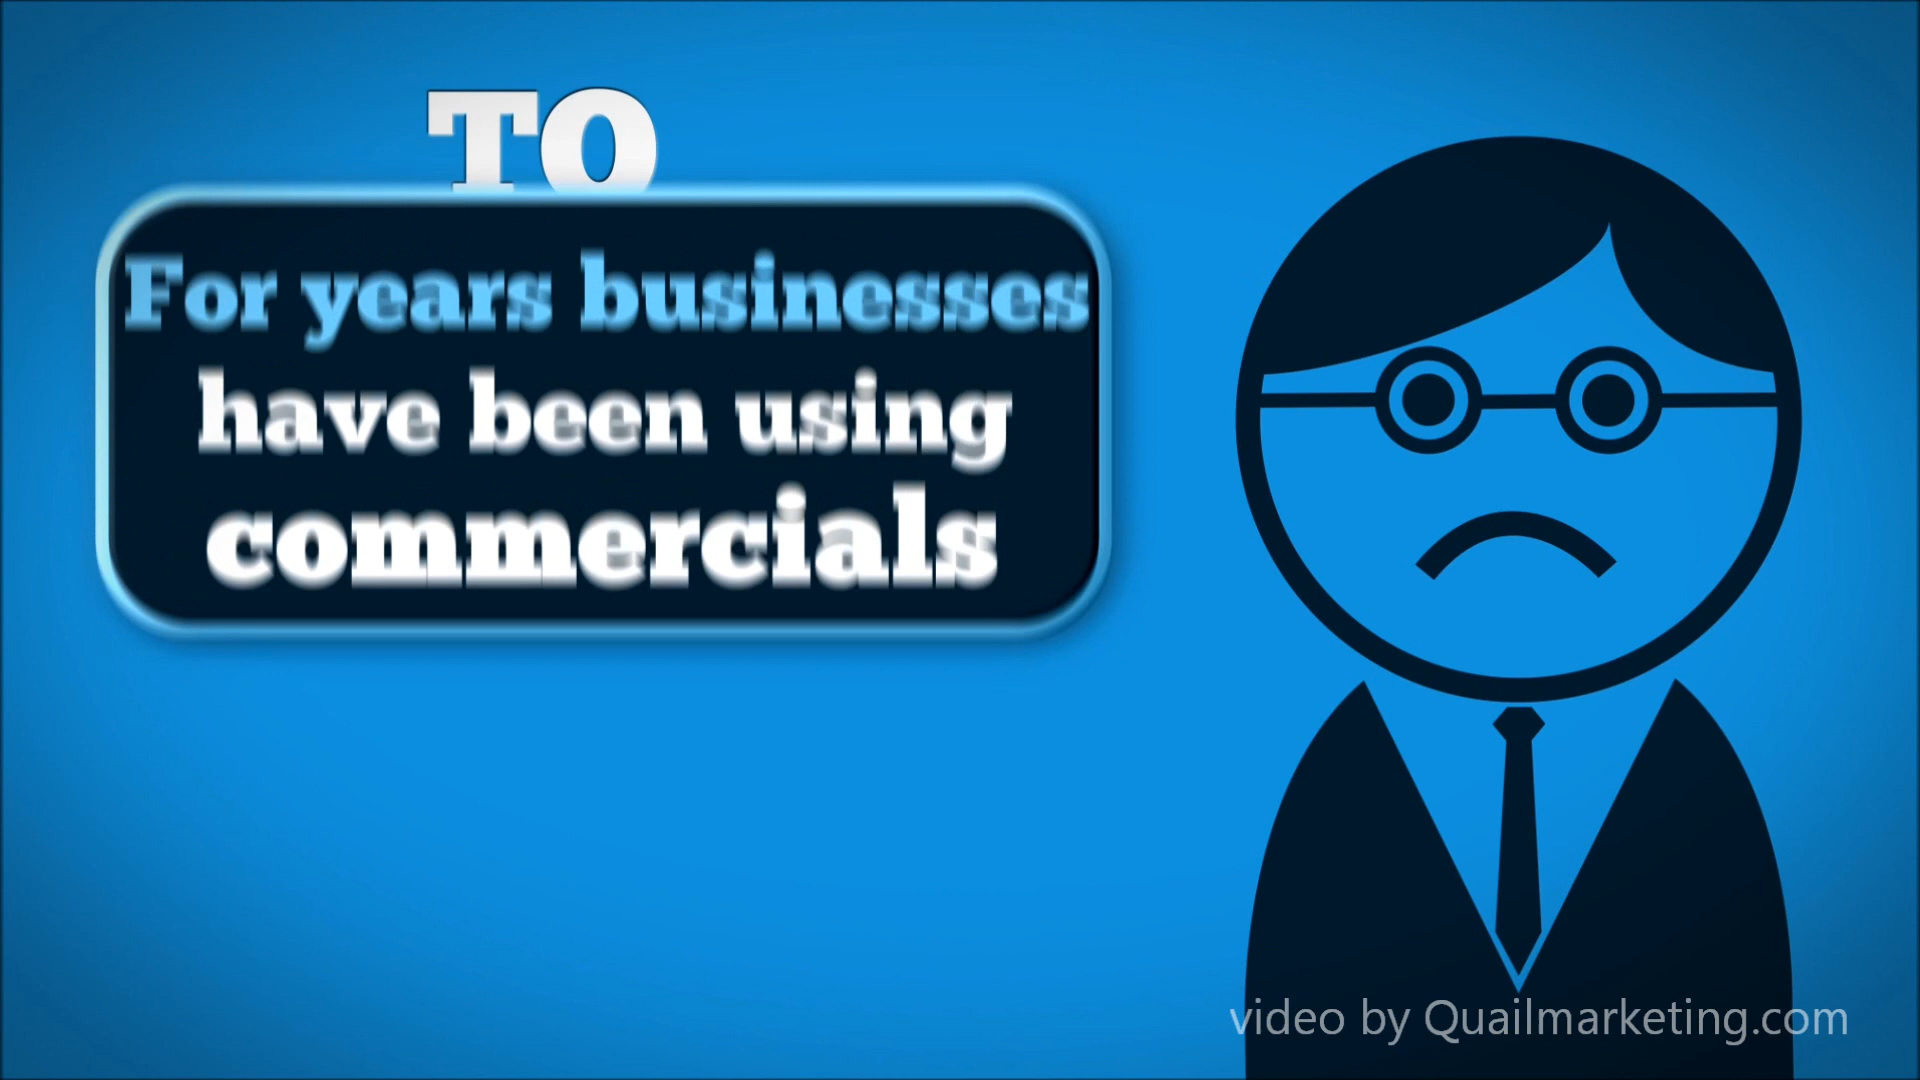 TO
For years businesses
have been using
commercials
video by Quailmarketing.com